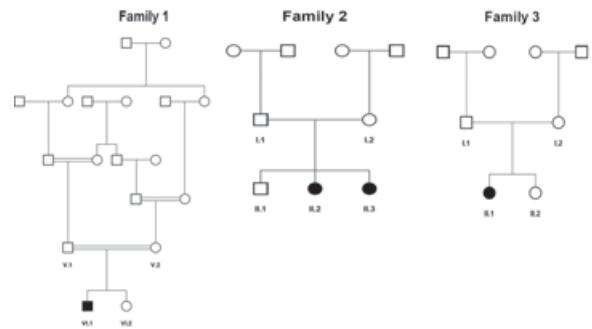 Family 1
Family 2
Family 3
I.1
I.2
I.1
I.2
II.1
II.2
II.3
II.1
II.2
V.1
V.2
VI.1
VI.2